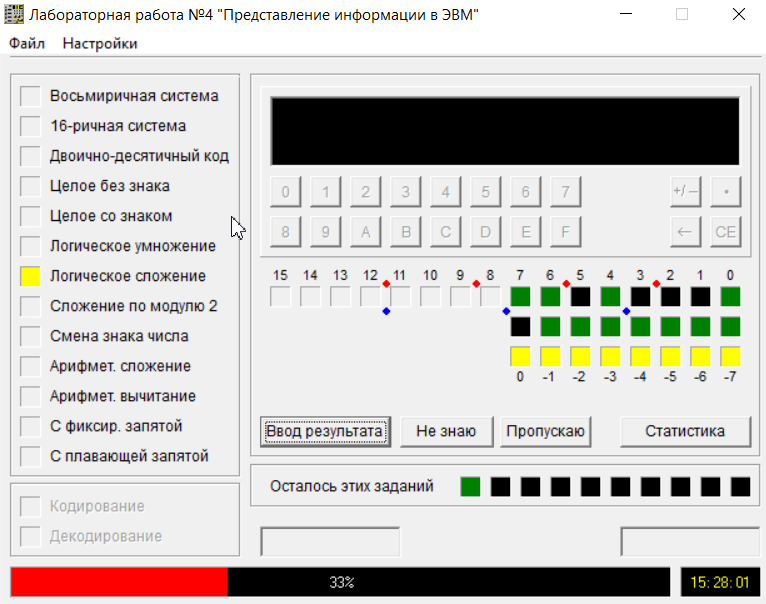 Лабораторная работа №4 "Представление информации в ЭВМ"
Файл Настройки
Восьмиричная система
16-ричная система
Двоично-десятичный код
Целое без знака
Целое со знаком
Логическое умножение
Логическое сложение
Сложение по модулю 2
Смена знака числа
Арифмет. сложение
Арифмет. вычитание
С фиксир. запятой
С плавающей запятой
Кодирование
Декодирование
0 1 2 3 4 5 6 7 +/- •
8 9 A B C D E F ← CE
15 14 13 12 11 10 9 8 7 6 5 4 3 2 1 0
0 -1 -2 -3 -4 -5 -6 -7
Ввод результата Не знаю Пропускаю Статистика
Осталось этих заданий
33% 15:28:01